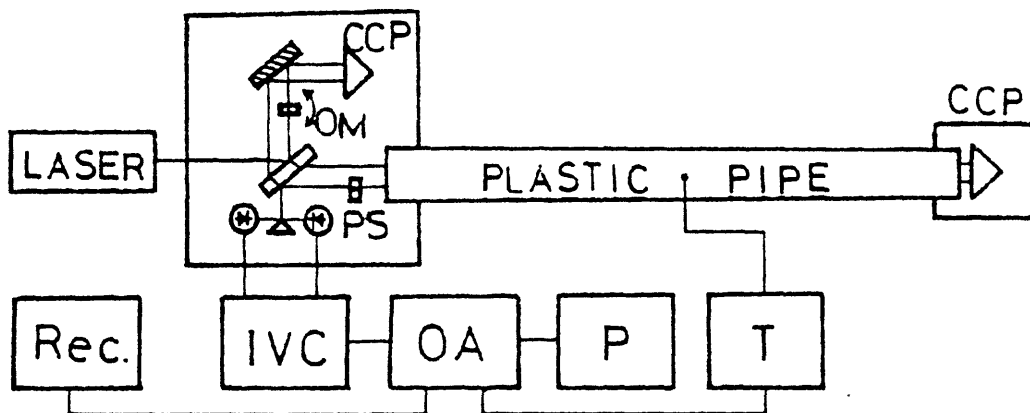 CCP
OM
CCP
LASER
PLASTIC PIPE
PS
Rec.
IVC
OA
P
T